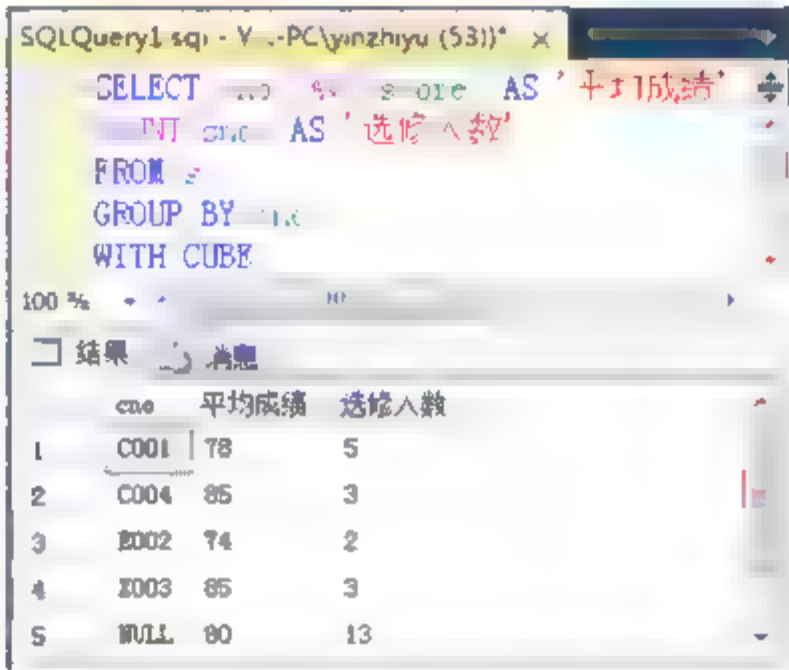 SQLQuery1.sql - Y...-PC\yinzhiyu (53))* ×
SELECT AS '平均成绩'
AS '选修人数'
FROM
GROUP BY
WITH CUBE
100 %
结果 消息
cno 平均成绩 选修人数
1 C001 78 5
2 C004 85 3
3 E002 74 2
4 E003 85 3
5 NULL 80 13